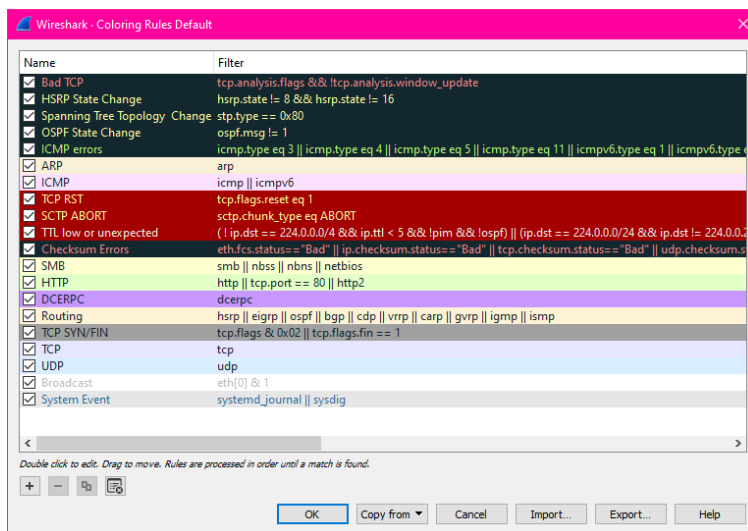 Wireshark · Coloring Rules Default
Name Filter
Bad TCP tcp.analysis.flags && !tcp.analysis.window_update
HSRP State Change hsrp.state != 8 && hsrp.state != 16
Spanning Tree Topology Change stp.type == 0x80
OSPF State Change ospf.msg != 1
ICMP errors icmp.type eq 3 || icmp.type eq 4 || icmp.type eq 5 || icmp.type eq 11 || icmpv6.type eq 1 || icmpv6.type e
ARP arp
ICMP icmp || icmpv6
TCP RST tcp.flags.reset eq 1
SCTP ABORT sctp.chunk_type eq ABORT
TTL low or unexpected ( ! ip.dst == 224.0.0.0/4 && ip.ttl < 5 && !pim && !ospf) || (ip.dst == 224.0.0.0/24 && ip.dst != 224.0.0.2
Checksum Errors eth.fcs.status=="Bad" || ip.checksum.status=="Bad" || tcp.checksum.status=="Bad" || udp.checksum.s
SMB smb || nbss || nbns || netbios
HTTP http || tcp.port == 80 || http2
DCERPC dcerpc
Routing hsrp || eigrp || ospf || bgp || cdp || vrrp || carp || gvrp || igmp || ismp
TCP SYN/FIN tcp.flags & 0x02 || tcp.flags.fin == 1
TCP tcp
UDP udp
Broadcast eth[0] & 1
System Event systemd_journal || sysdig
Double click to edit. Drag to move. Rules are processed in order until a match is found.
OK Copy from Cancel Import... Export... Help